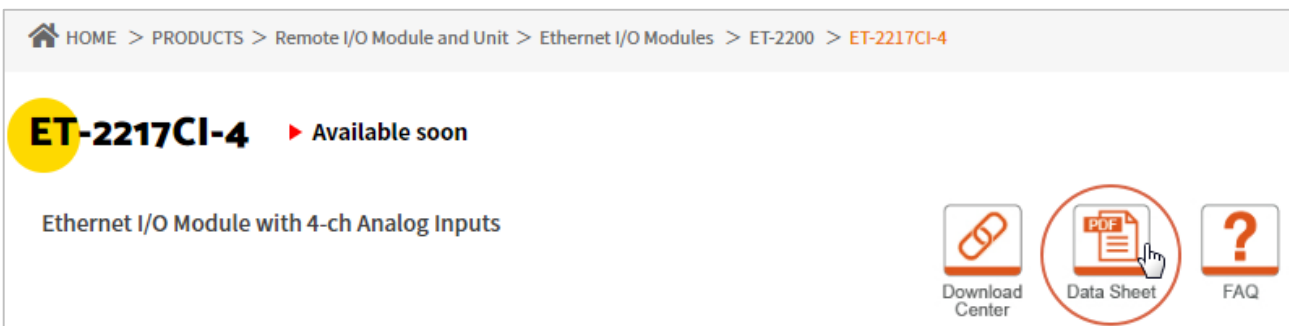 HOME > PRODUCTS > Remote I/O Module and Unit > Ethernet I/O Modules > ET-2200 > ET-2217CI-4
ET-2217CI-4 Available soon
Ethernet I/O Module with 4-ch Analog Inputs
PDF ?
Download Center
Data Sheet
FAQ